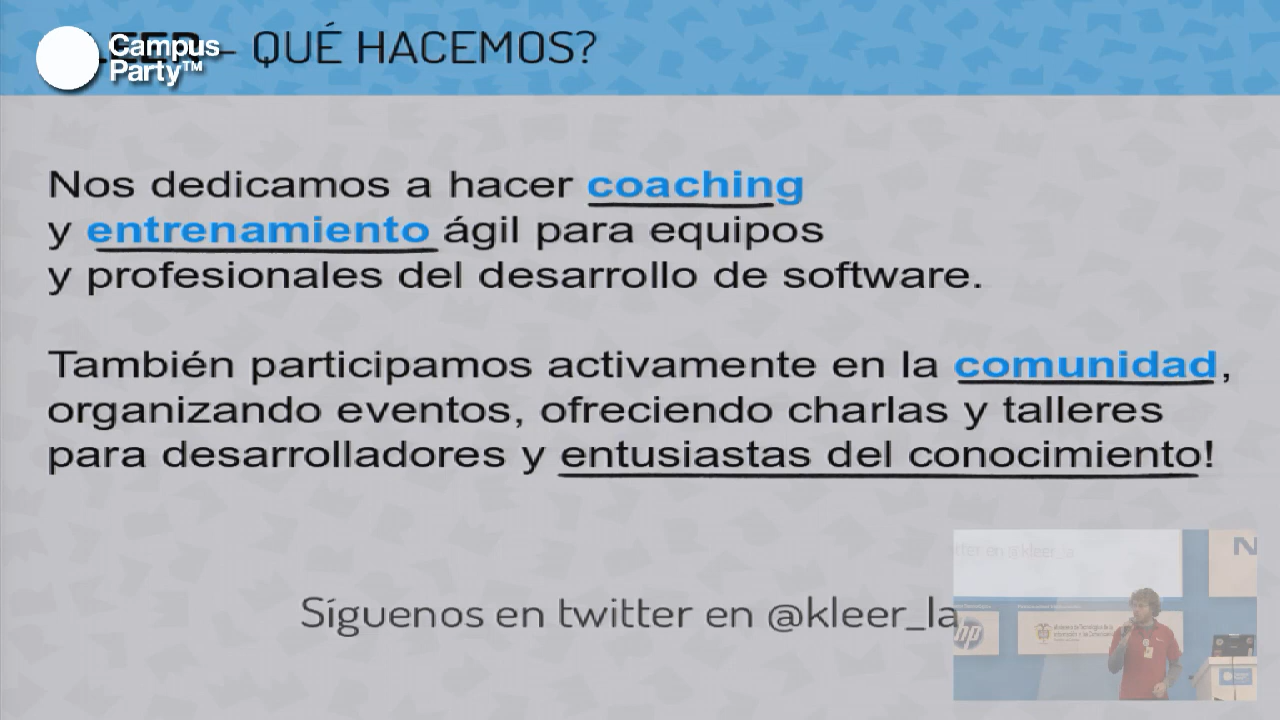 Campus
Party™
– QUÉ HACEMOS?
Nos dedicamos a hacer coaching
y entrenamiento ágil para equipos
y profesionales del desarrollo de software.
También participamos activamente en la comunidad,
organizando eventos, ofreciendo charlas y talleres
para desarrolladores y entusiastas del conocimiento!
Síguenos en twitter en @kleer_la
hp
N